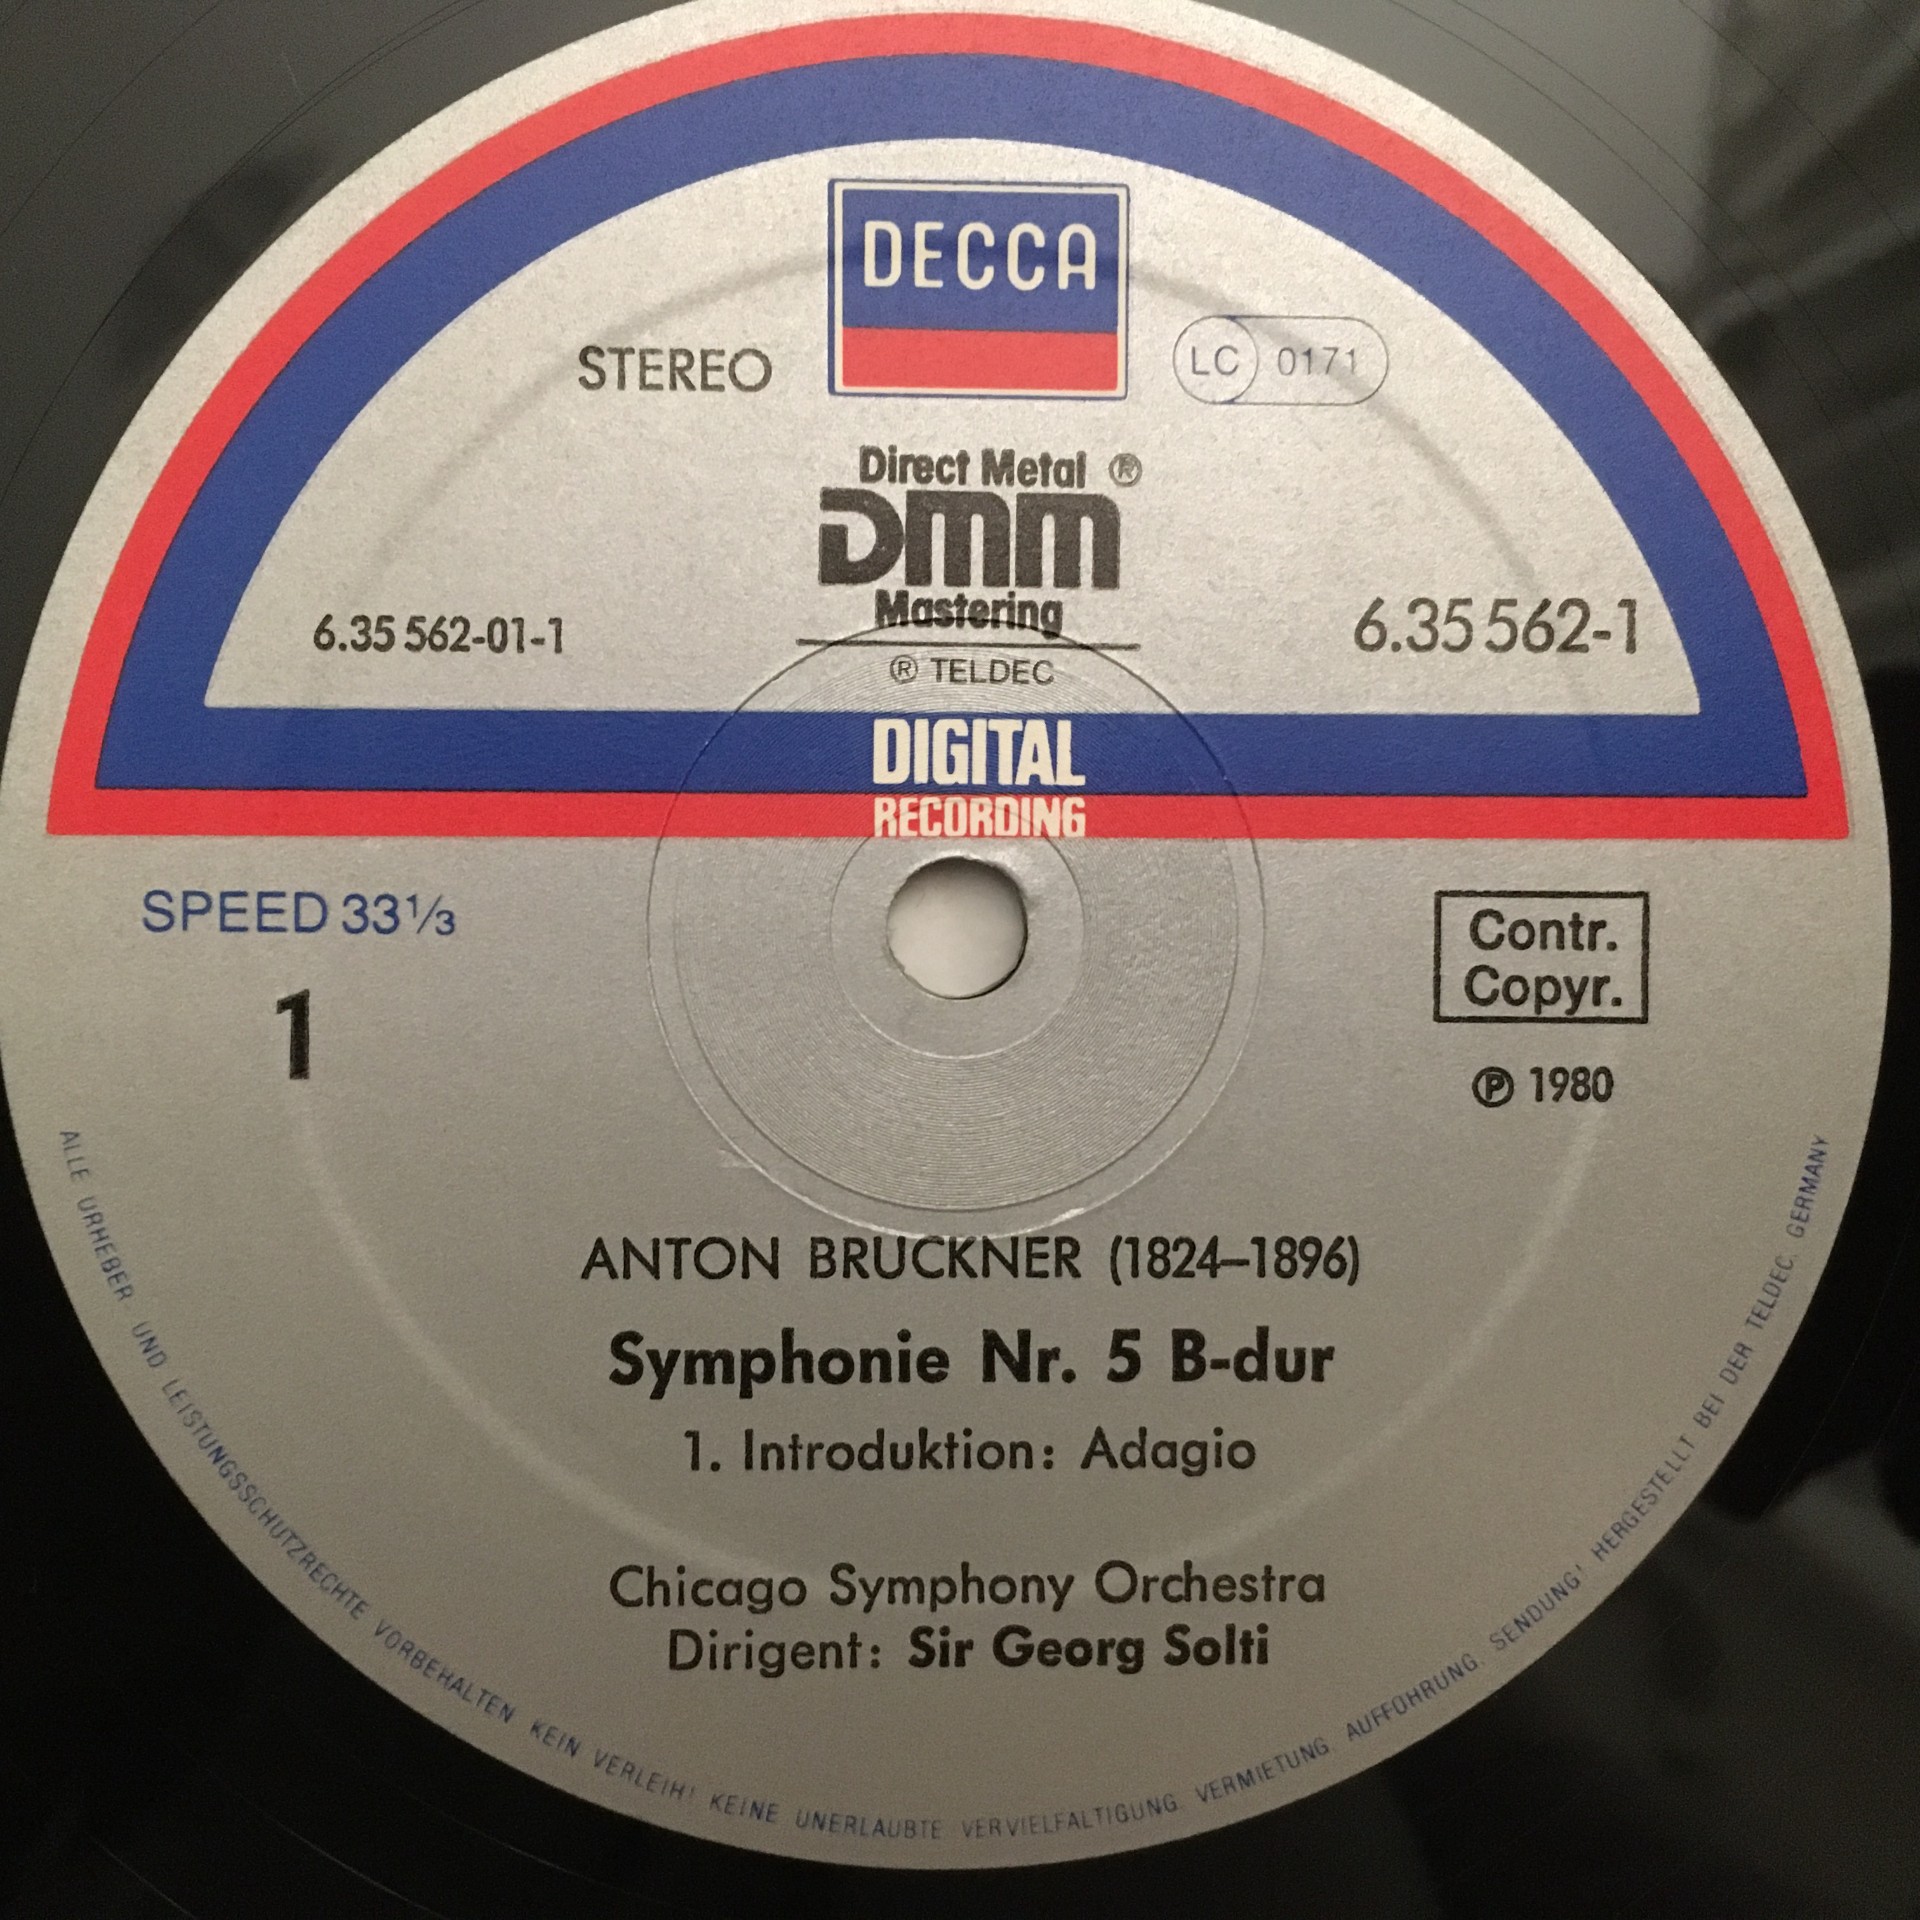 DECCA
STEREO
LC 0171
Direct Metal ®
DMM
Mastering
6.35 562-01-1
6.35 562-1
® TELDEC
DIGITAL
RECORDING
SPEED 33⅓
1
Contr.
Copyr.
℗ 1980
ANTON BRUCKNER (1824–1896)
Symphonie Nr. 5 B-dur
1. Introduktion: Adagio
Chicago Symphony Orchestra
Dirigent: Sir Georg Solti
ALLE URHEBER- UND LEISTUNGSSCHUTZRECHTE VORBEHALTEN KEIN VERLEIH! KEINE UNERLAUBTE VERVIELFÄLTIGUNG, VERMIETUNG, AUFFÜHRUNG, SENDUNG! HERGESTELLT BEI DER TELDEC, GERMANY